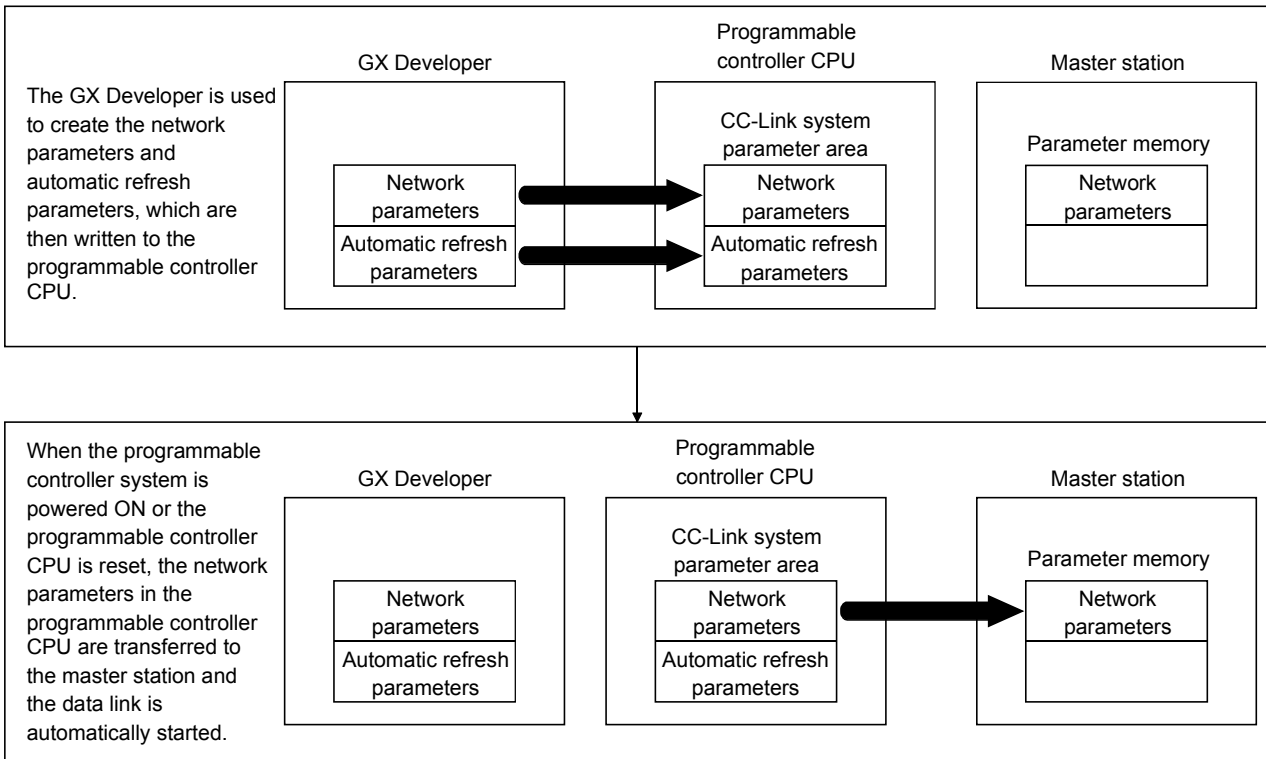 The GX Developer is used
to create the network
parameters and
automatic refresh
parameters, which are
then written to the
programmable controller
CPU.
GX Developer
Network
parameters
Automatic refresh
parameters
Programmable
controller CPU
CC-Link system
parameter area
Network
parameters
Automatic refresh
parameters
Master station
Parameter memory
Network
parameters
When the programmable
controller system is
powered ON or the
programmable controller
CPU is reset, the network
parameters in the
programmable controller
CPU are transferred to
the master station and
the data link is
automatically started.
GX Developer
Network
parameters
Automatic refresh
parameters
Programmable
controller CPU
CC-Link system
parameter area
Network
parameters
Automatic refresh
parameters
Master station
Parameter memory
Network
parameters